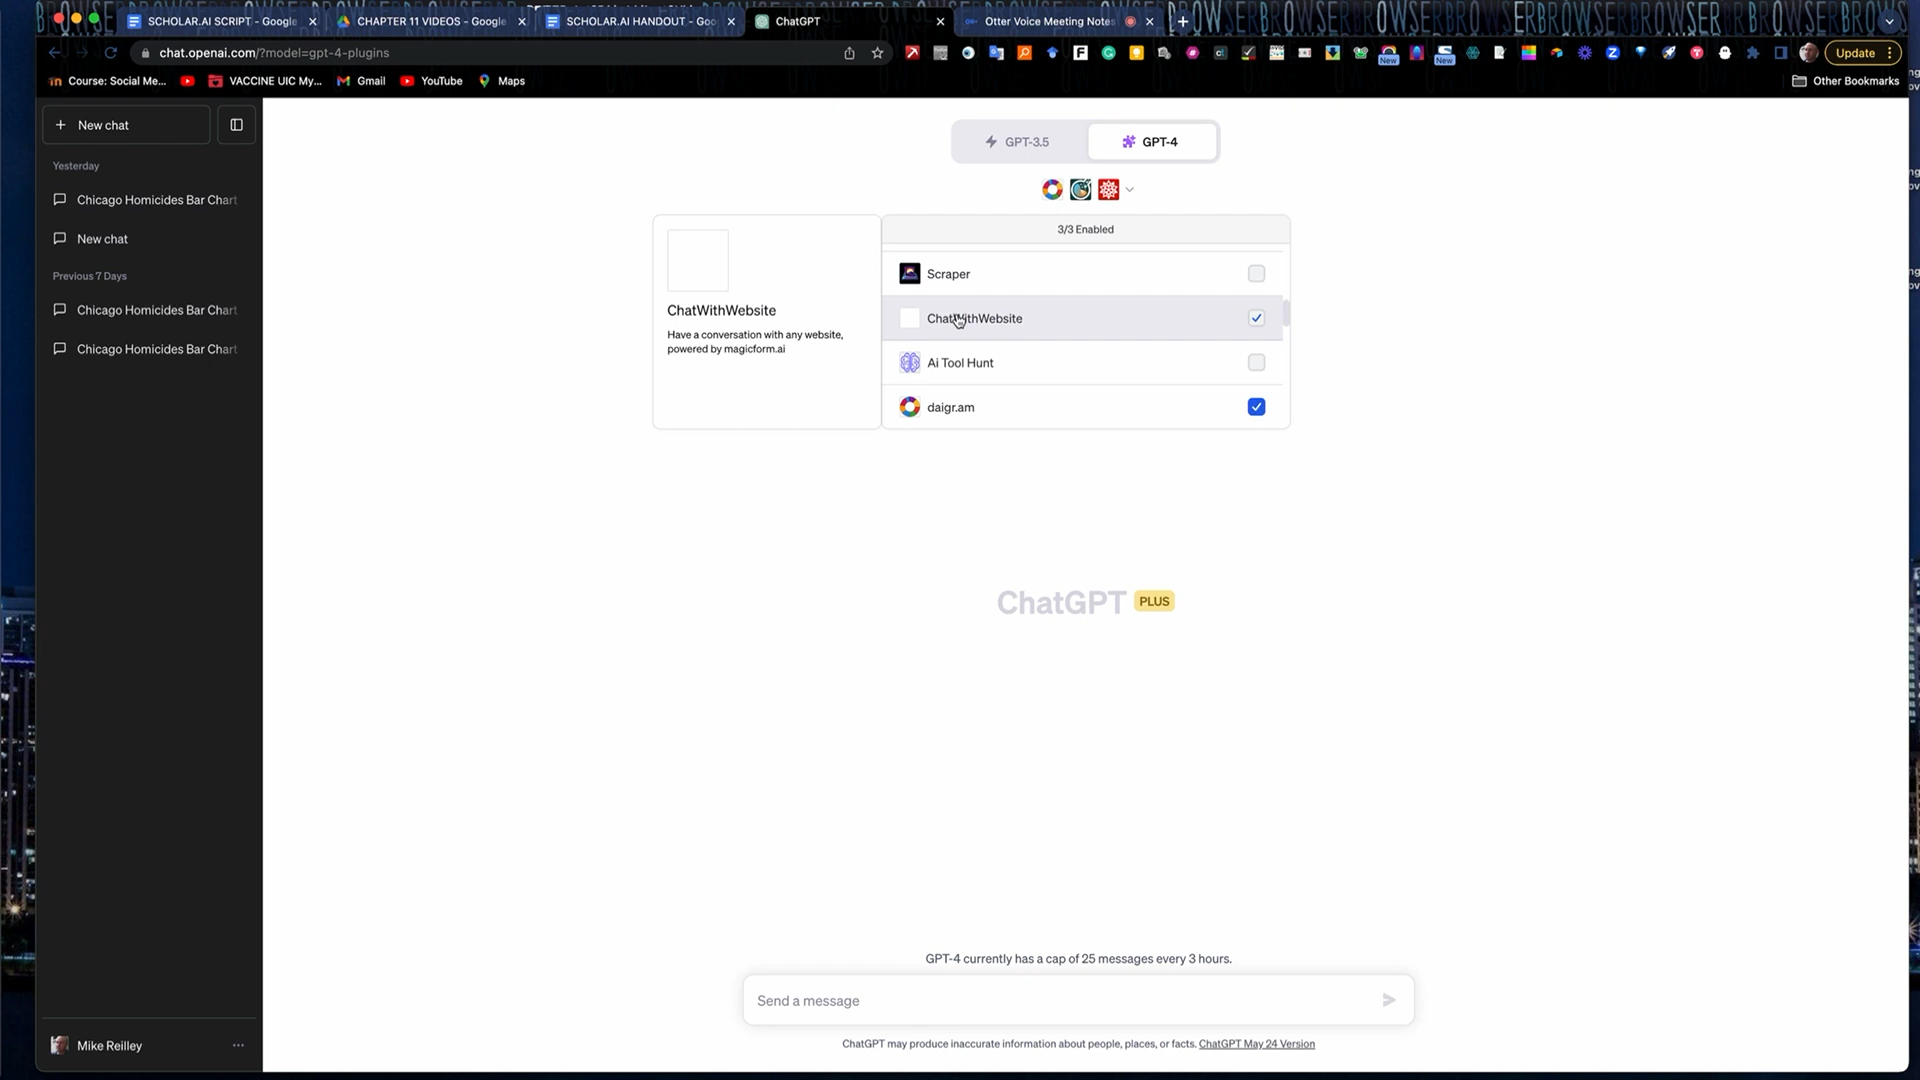 SCHOLAR.AI SCRIPT - Google
CHAPTER 11 VIDEOS - Google
SCHOLAR.AI HANDOUT - Goo
ChatGPT
Otter Voice Meeting Notes
chat.openai.com/?model=gpt-4-plugins
New
New
Update
Course: Social Me...
VACCINE UIC My...
Gmail
YouTube
Maps
Other Bookmarks
New chat
Yesterday
Chicago Homicides Bar Chart
New chat
Previous 7 Days
Chicago Homicides Bar Chart
Chicago Homicides Bar Chart
Mike Reilley
GPT-3.5
GPT-4
ChatWithWebsite
Have a conversation with any website,
powered by magicform.ai
3/3 Enabled
Scraper
ChatWithWebsite
Ai Tool Hunt
daigr.am
ChatGPT PLUS
GPT-4 currently has a cap of 25 messages every 3 hours.
Send a message
ChatGPT may produce inaccurate information about people, places, or facts. ChatGPT May 24 Version